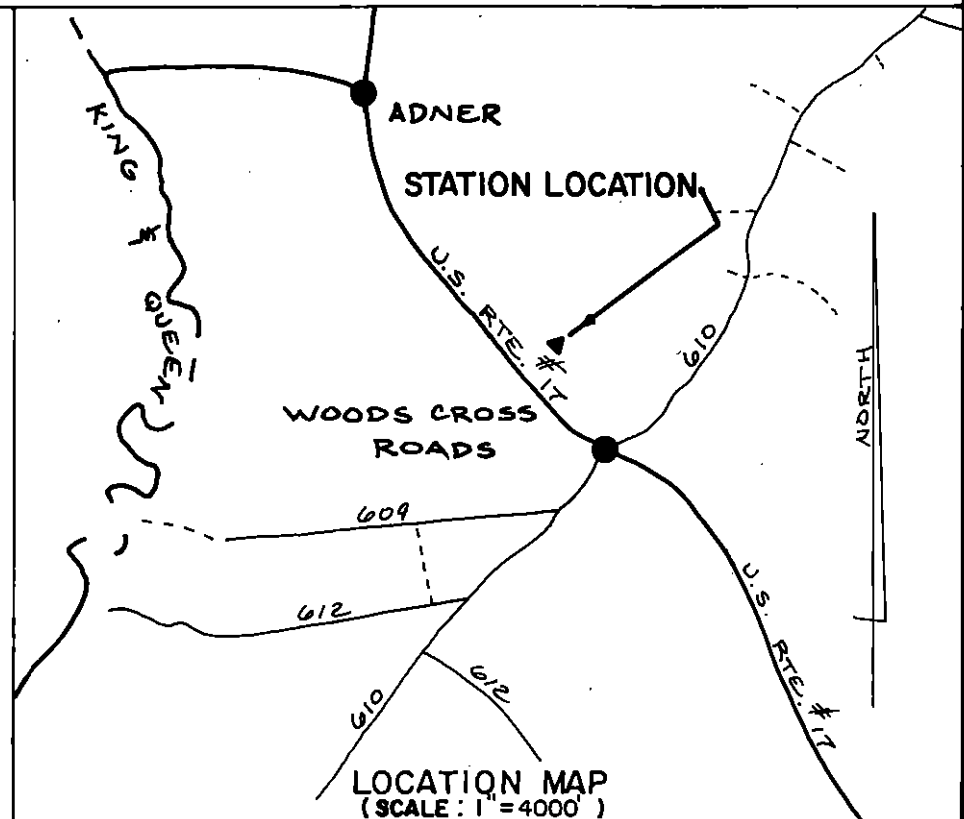 ADNER
KING & QUEEN
STATION LOCATION
U.S. RTE. # 17
610
NORTH
WOODS CROSS
ROADS
609
612
U.S. RTE. # 17
612
610
LOCATION MAP
(SCALE: 1" = 4000')